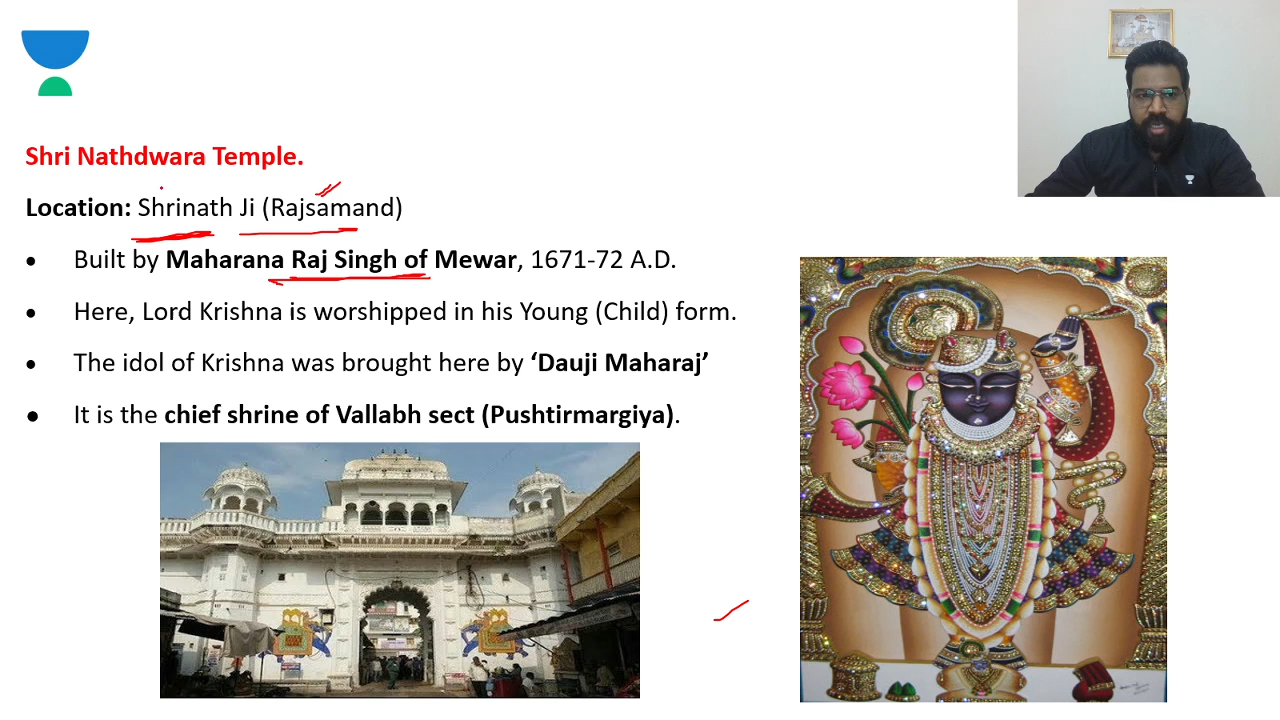 Shri Nathdwara Temple.
Location: Shrinath Ji (Rajsamand)
• Built by Maharana Raj Singh of Mewar, 1671-72 A.D.
• Here, Lord Krishna is worshipped in his Young (Child) form.
• The idol of Krishna was brought here by ‘Dauji Maharaj’
• It is the chief shrine of Vallabh sect (Pushtirmargiya).